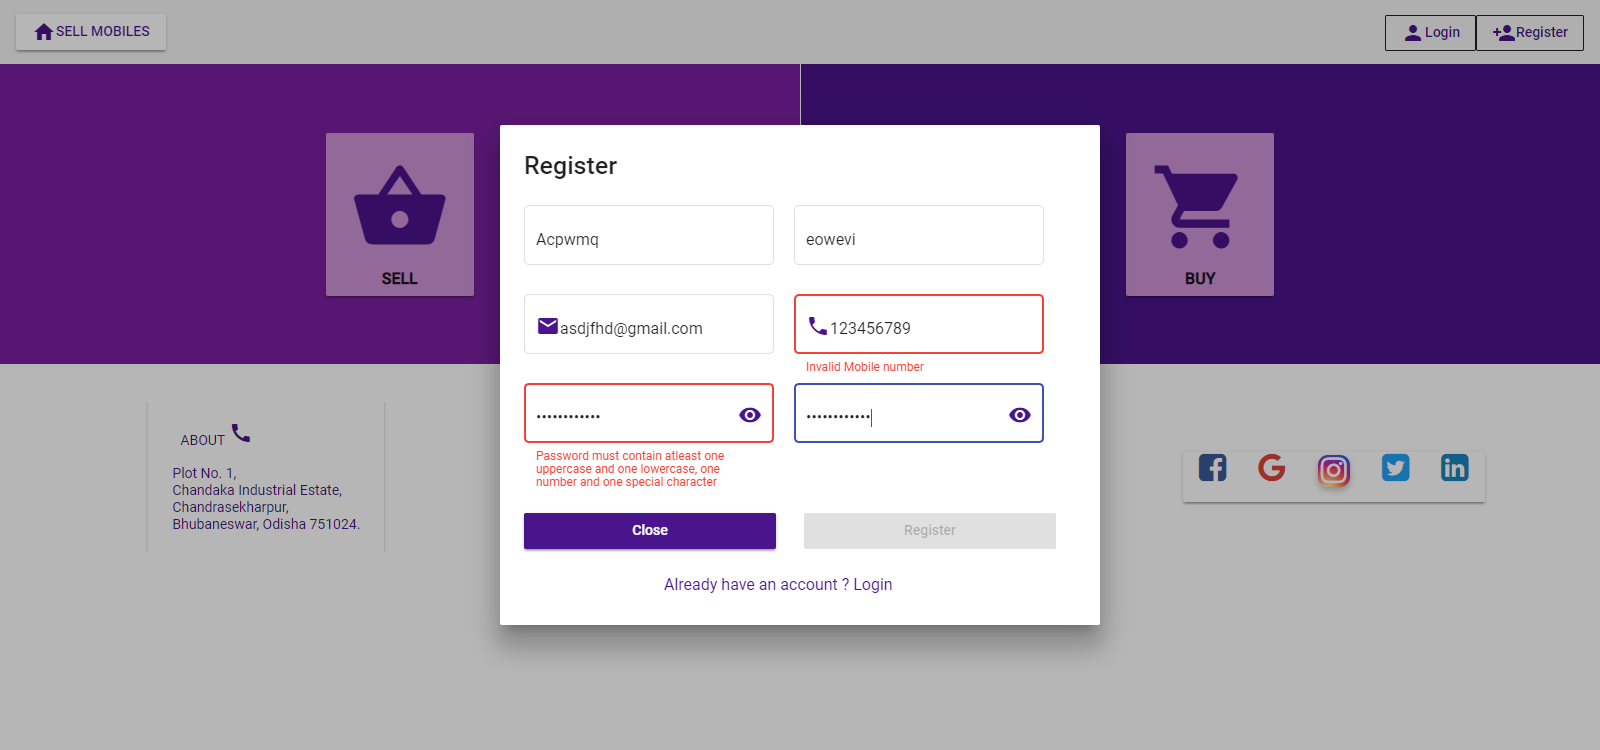 SELL MOBILES
Login
Register
SELL
BUY
Register
Acpwmq
eowevi
asdjfhd@gmail.com
123456789
Invalid Mobile number
••••••••••••
••••••••••••
Password must contain atleast one
uppercase and one lowercase, one
number and one special character
Close
Register
Already have an account ? Login
ABOUT
Plot No. 1,
Chandaka Industrial Estate,
Chandrasekharpur,
Bhubaneswar, Odisha 751024.